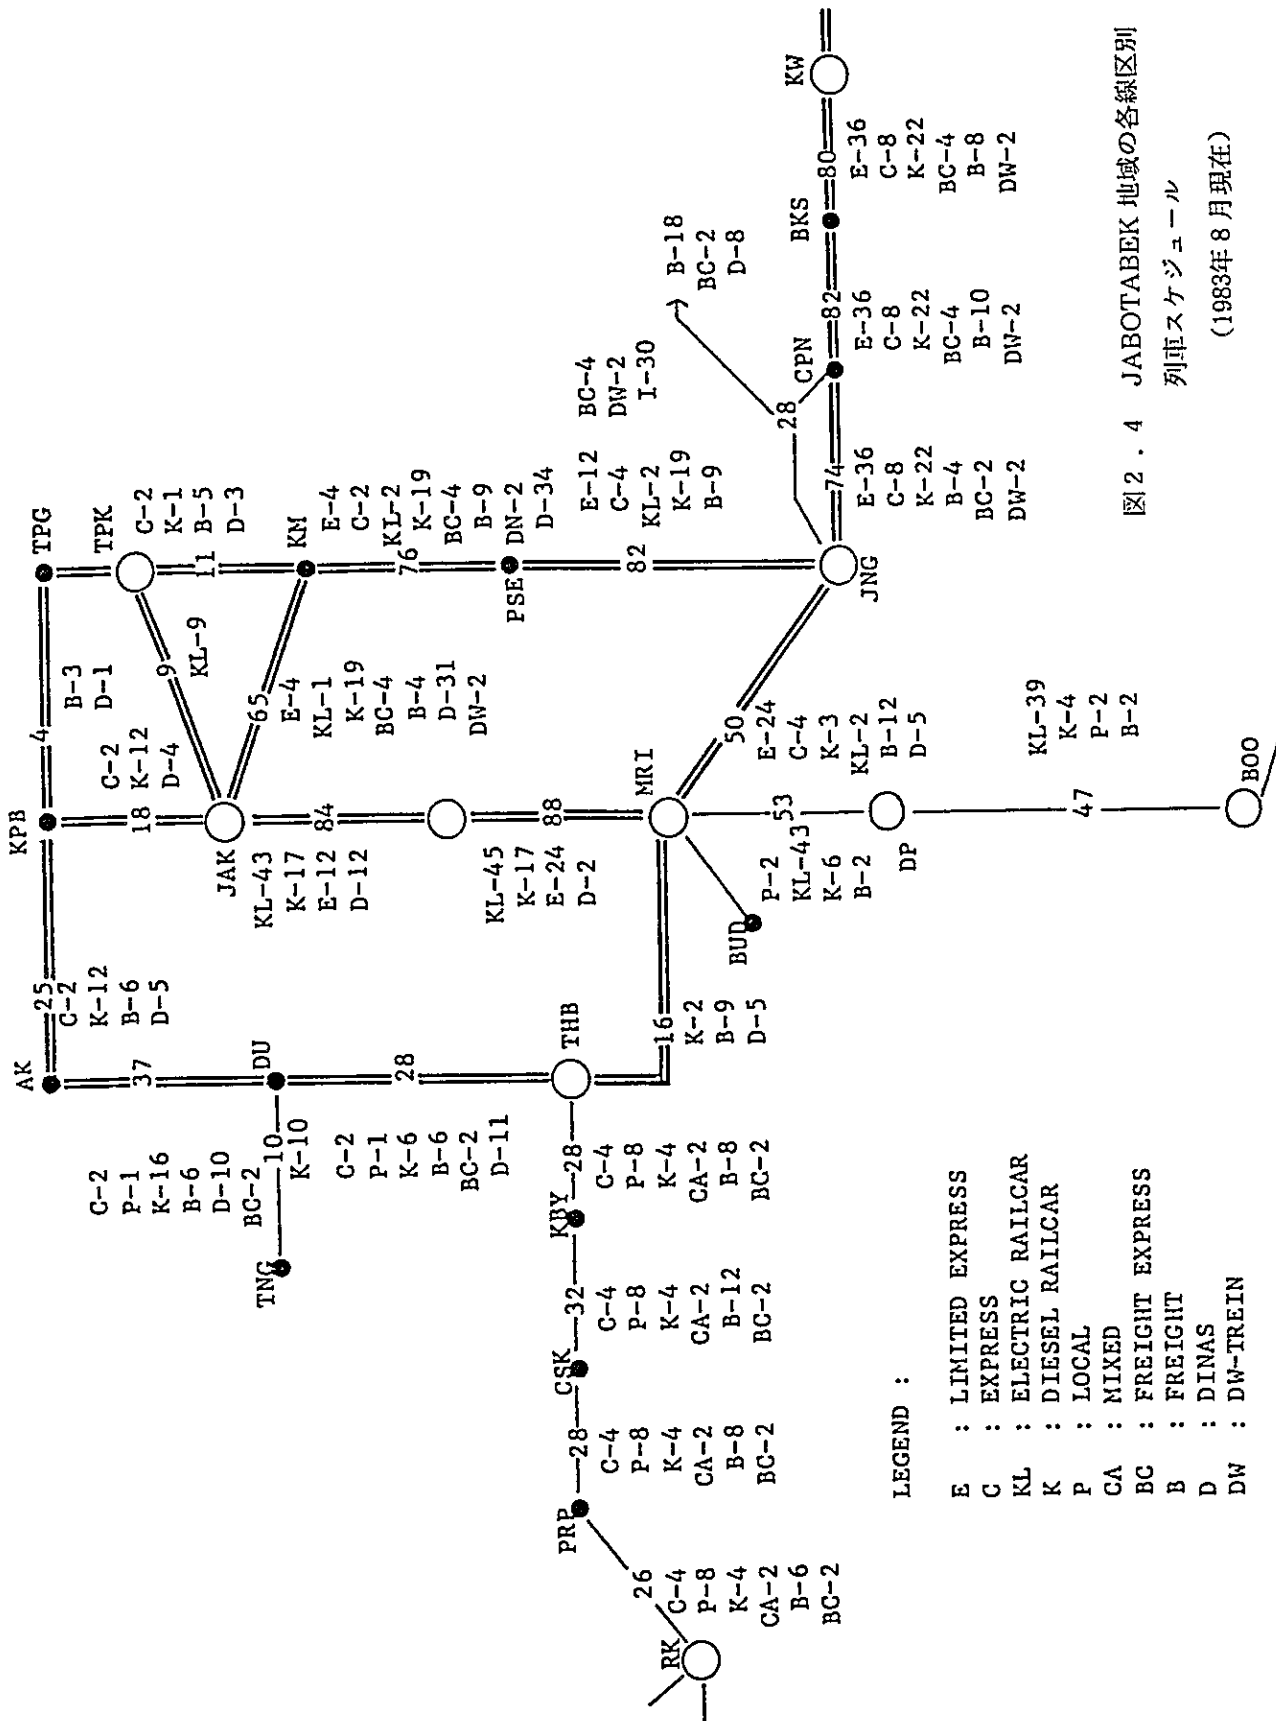 TPG
4
B-3
D-1
KPB
25
C-2
K-12
B-6
D-5
AK
TPK
11
C-2
K-1
B-5
D-3
9
KL-9
18
C-2
K-12
D-4
37
C-2
P-1
K-16
B-6
D-10
BC-2
JAK
65
E-4
KL-1
K-19
BC-4
B-4
D-31
DW-2
KM
76
E-4
C-2
KL-2
K-19
BC-4
B-9
DN-2
D-34
TNG
10
K-10
DU
28
C-2
P-1
K-6
B-6
BC-2
D-11
84
KL-43
K-17
E-12
D-12
PSE
82
E-12
C-4
KL-2
K-19
B-9
BC-4
DW-2
I-30
88
KL-45
K-17
E-24
D-2
RK
26
C-4
P-8
K-4
CA-2
B-6
BC-2
PRP
28
C-4
P-8
K-4
CA-2
B-8
BC-2
CSK
32
C-4
P-8
K-4
CA-2
B-12
BC-2
KBY
28
C-4
P-8
K-4
CA-2
B-8
BC-2
THB
16
K-2
B-9
D-5
BUD
MRI
50
E-24
C-4
K-3
KL-2
B-12
D-5
JNG
28
B-18
BC-2
D-8
74
E-36
C-8
K-22
B-4
BC-2
DW-2
CPN
82
E-36
C-8
K-22
BC-4
B-10
DW-2
BKS
80
E-36
C-8
K-22
BC-4
B-8
DW-2
KW
53
P-2
KL-43
K-6
B-2
DP
47
KL-39
K-4
P-2
B-2
BOO
LEGEND :
E : LIMITED EXPRESS
C : EXPRESS
KL : ELECTRIC RAILCAR
K : DIESEL RAILCAR
P : LOCAL
CA : MIXED
BC : FREIGHT EXPRESS
B : FREIGHT
D : DINAS
DW : DW-TREIN
図2.4 JABOTABEK 地域の各線区別
列車スケジュール
(1983年8月現在)